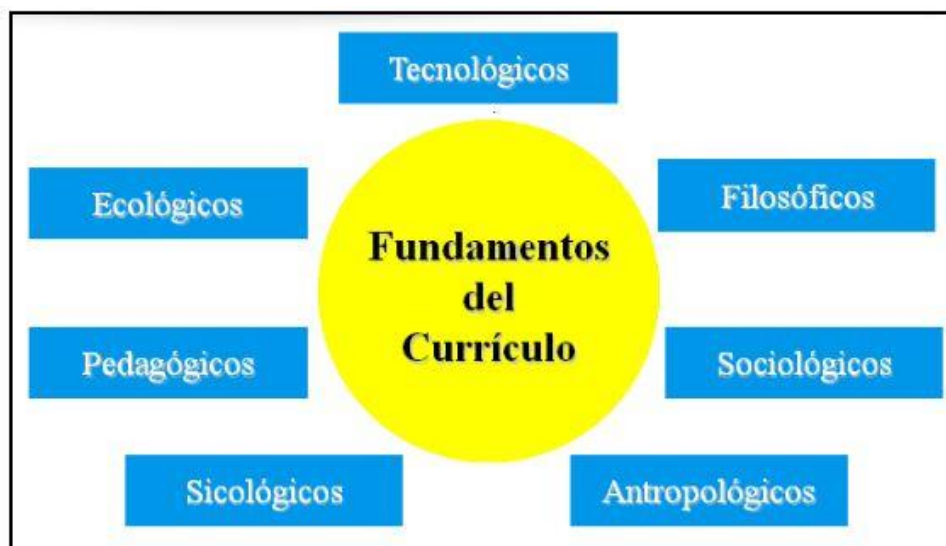 Tecnológicos
Ecológicos
Filosóficos
Fundamentos
del
Currículo
Pedagógicos
Sociológicos
Sicológicos
Antropológicos